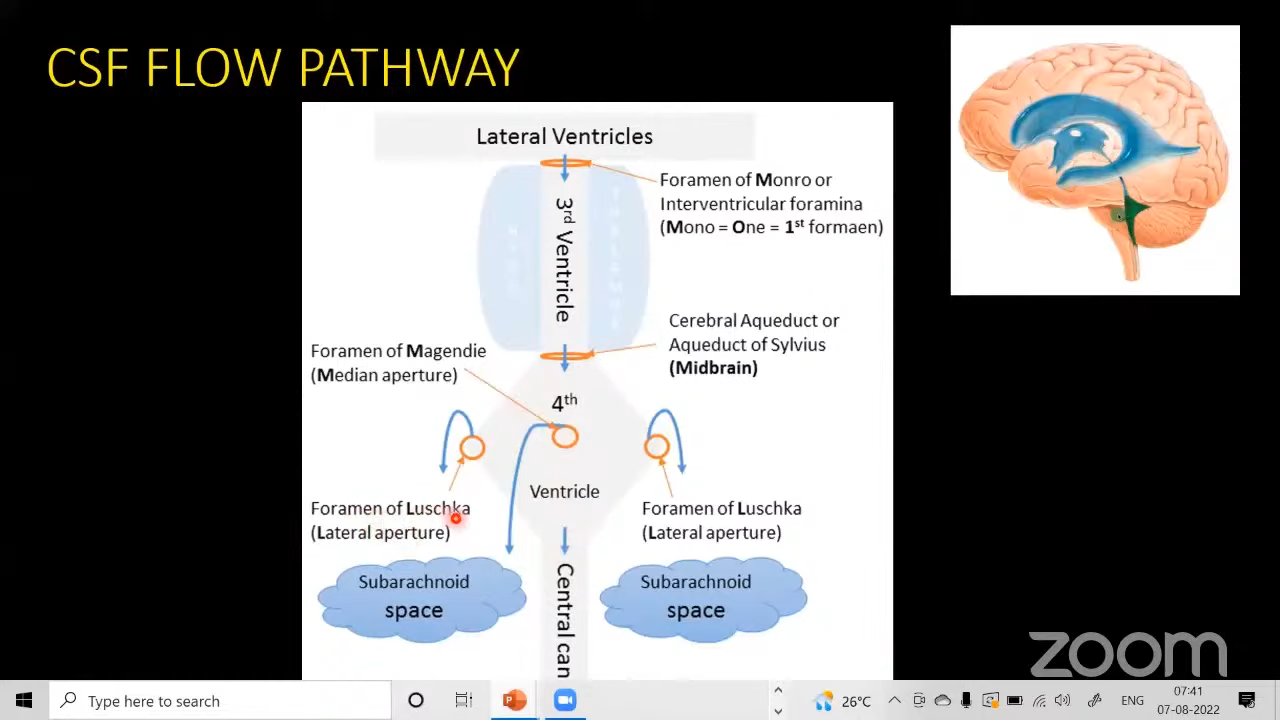 CSF FLOW PATHWAY
Lateral Ventricles
Foramen of Monro or
Interventricular foramina
(Mono = One = 1st formaen)
3rd Ventricle
Cerebral Aqueduct or
Aqueduct of Sylvius
(Midbrain)
Foramen of Magendie
(Median aperture)
4th
Ventricle
Foramen of Luschka
(Lateral aperture)
Foramen of Luschka
(Lateral aperture)
Subarachnoid
space
Subarachnoid
space
Central can
zoom
Type here to search
26°C
ENG
07:41
07-08-2022